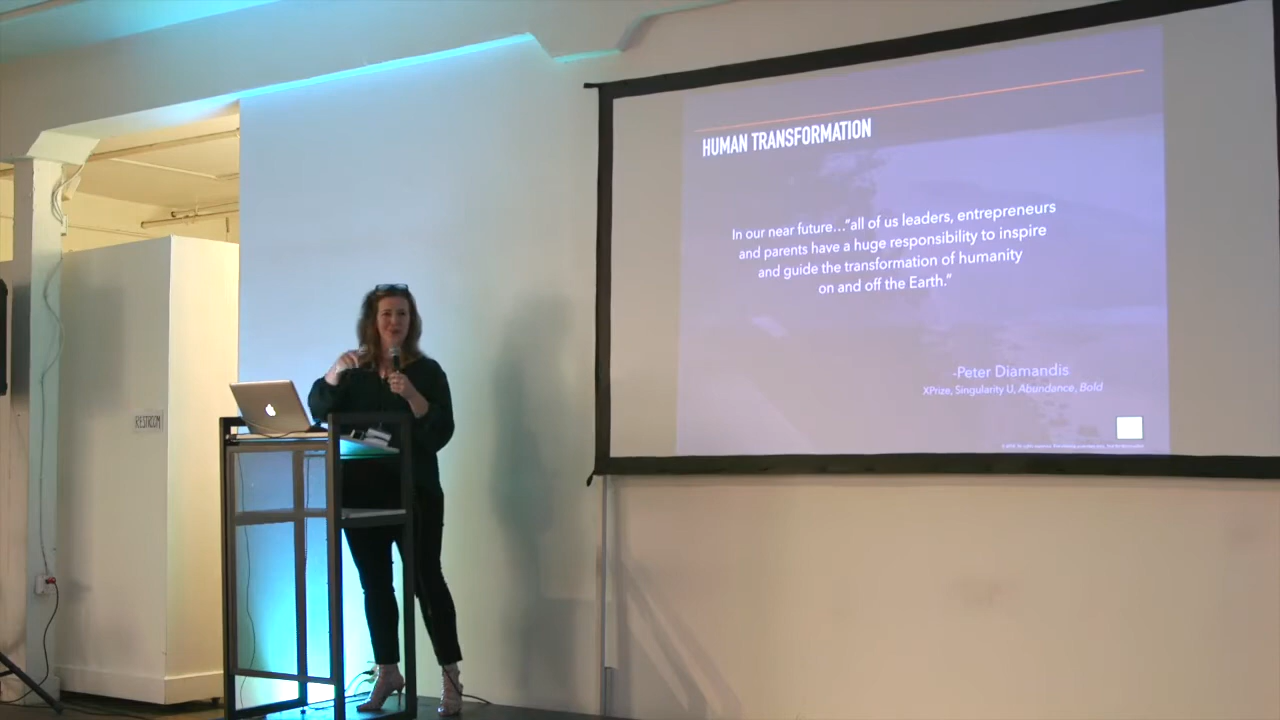 HUMAN TRANSFORMATION
In our near future..."all of us leaders, entrepreneurs
and parents have a huge responsibility to inspire
and guide the transformation of humanity
on and off the Earth."
-Peter Diamandis
XPrize, Singularity U, Abundance, Bold
RESTROOM